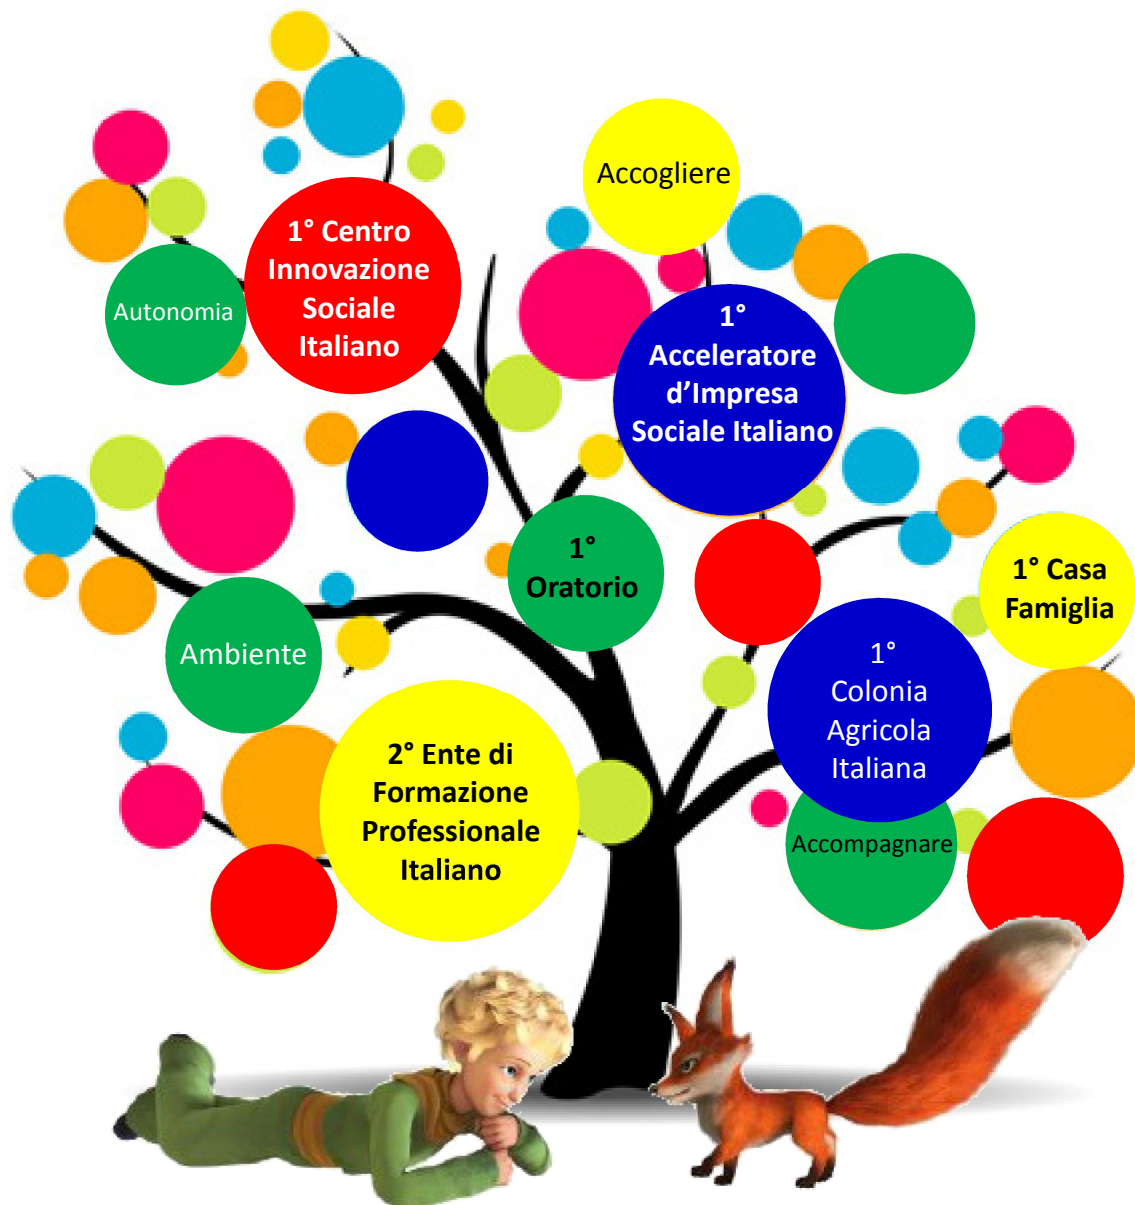 Accogliere
1° Centro
Innovazione
Sociale
Italiano
Autonomia
1°
Acceleratore
d’Impresa
Sociale Italiano
1°
Oratorio
1° Casa
Famiglia
Ambiente
1°
Colonia
Agricola
Italiana
2° Ente di
Formazione
Professionale
Italiano
Accompagnare